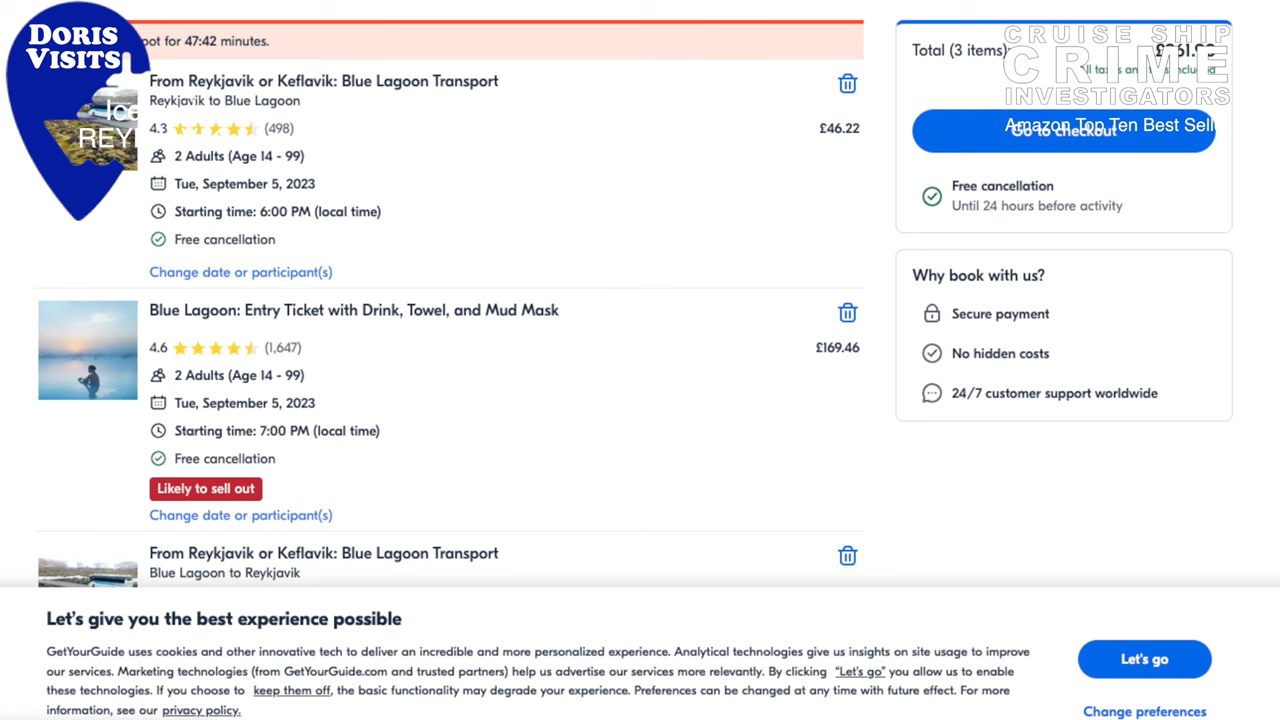 DORIS
VISITS
pot for 47:42 minutes.
Ice
REY
From Reykjavik or Keflavik: Blue Lagoon Transport
Reykjavik to Blue Lagoon
4.3 (498)
£46.22
2 Adults (Age 14 - 99)
Tue, September 5, 2023
Starting time: 6:00 PM (local time)
Free cancellation
Change date or participant(s)
Blue Lagoon: Entry Ticket with Drink, Towel, and Mud Mask
4.6 (1,647)
£169.46
2 Adults (Age 14 - 99)
Tue, September 5, 2023
Starting time: 7:00 PM (local time)
Free cancellation
Likely to sell out
Change date or participant(s)
From Reykjavik or Keflavik: Blue Lagoon Transport
Blue Lagoon to Reykjavik
Total (3 items):
CRUISE SHIP
CRIME
INVESTIGATORS
Amazon Top Ten Best Sell
Go to checkout
Free cancellation
Until 24 hours before activity
Why book with us?
Secure payment
No hidden costs
24/7 customer support worldwide
Let's give you the best experience possible
GetYourGuide uses cookies and other innovative tech to deliver an incredible and more personalized experience. Analytical technologies give us insights on site usage to improve
our services. Marketing technologies (from GetYourGuide.com and trusted partners) help us advertise our services more relevantly. By clicking “Let's go” you allow us to enable
these technologies. If you choose to keep them off, the basic functionality may degrade your experience. Preferences can be changed at any time with future effect. For more
information, see our privacy policy.
Let's go
Change preferences